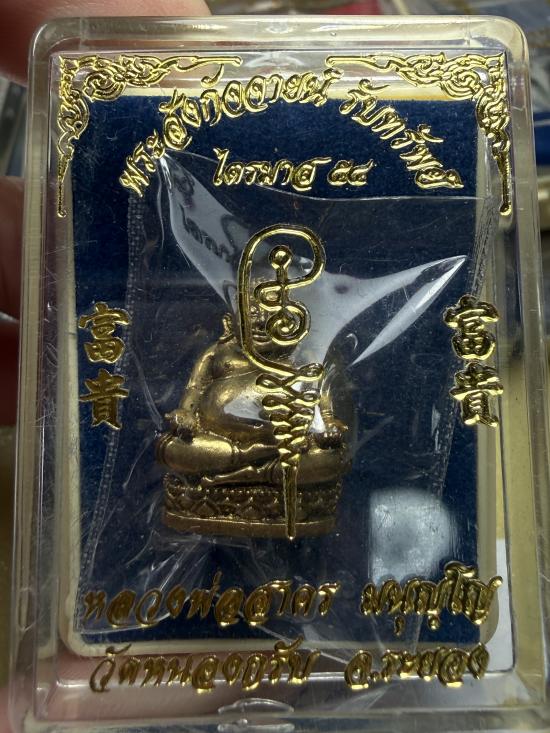 พระสังกัจจายน์ รับทรัพย์
ไตรมาส ๕๔
富貴
富貴
หลวงพ่อสาคร มนุญฺโญ
วัดหนองกรับ จ.ระยอง